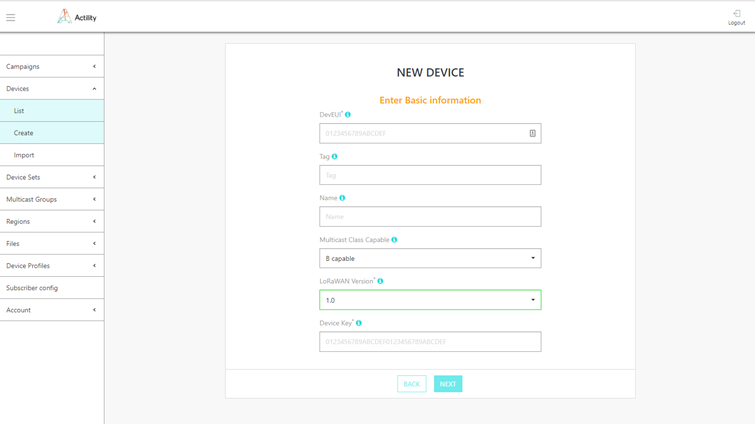 Actility
Logout
Campaigns
Devices
List
Create
Import
Device Sets
Multicast Groups
Regions
Files
Device Profiles
Subscriber config
Account
NEW DEVICE
Enter Basic information
DevEUI*
0123456789ABCDEF
Tag
Tag
Name
Name
Multicast Class Capable
B capable
LoRaWAN Version*
1.0
Device Key*
0123456789ABCDEF0123456789ABCDEF
BACK NEXT